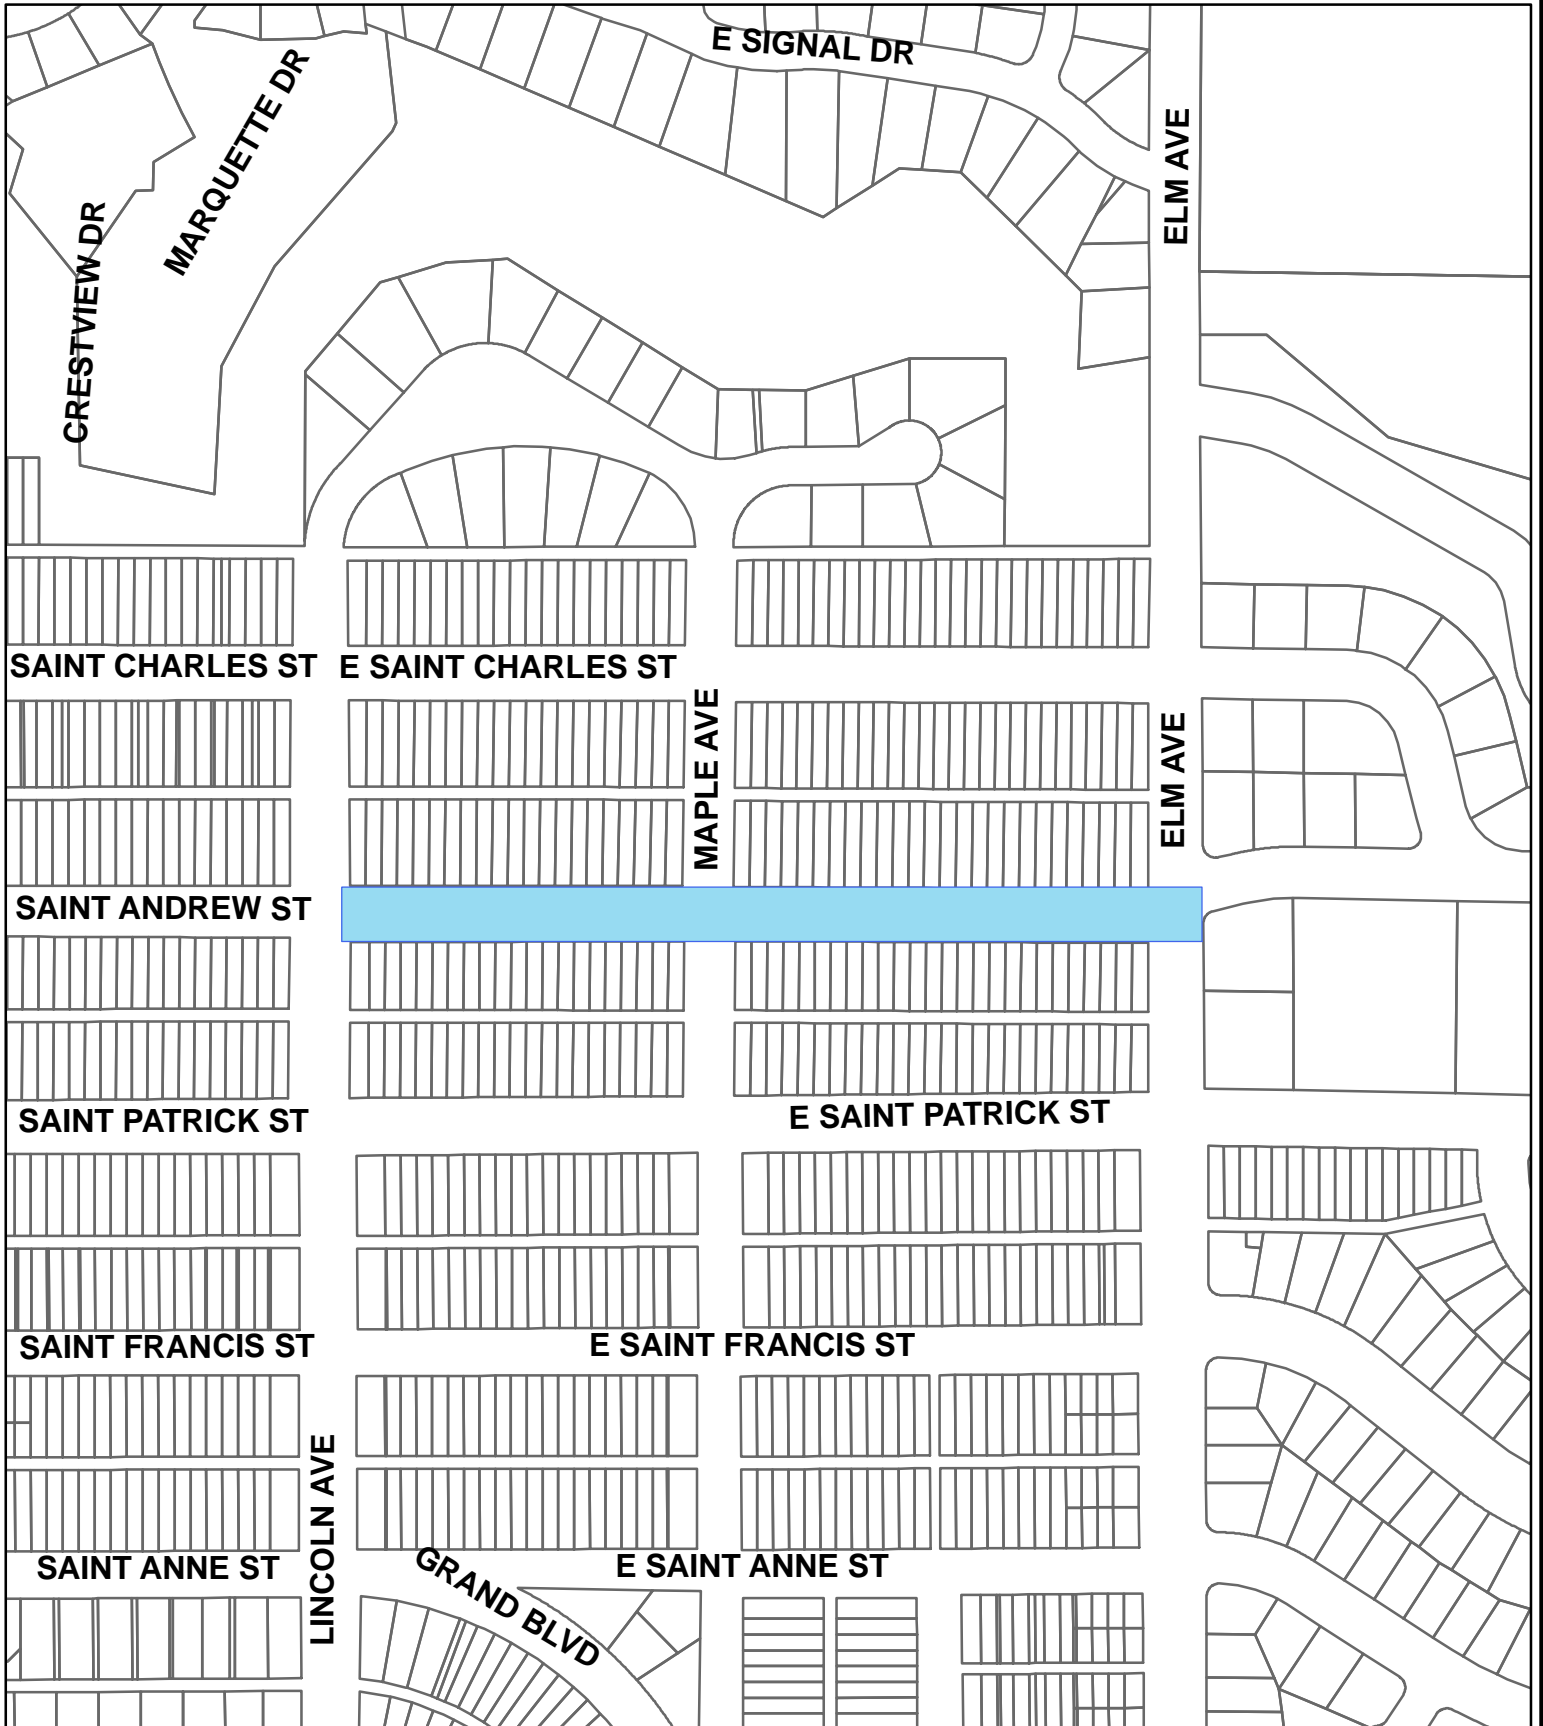 E SIGNAL DR
MARQUETTE DR
ELM AVE
CRESTVIEW DR
SAINT CHARLES ST
E SAINT CHARLES ST
MAPLE AVE
ELM AVE
SAINT ANDREW ST
SAINT PATRICK ST
E SAINT PATRICK ST
SAINT FRANCIS ST
E SAINT FRANCIS ST
LINCOLN AVE
SAINT ANNE ST
GRAND BLVD
E SAINT ANNE ST